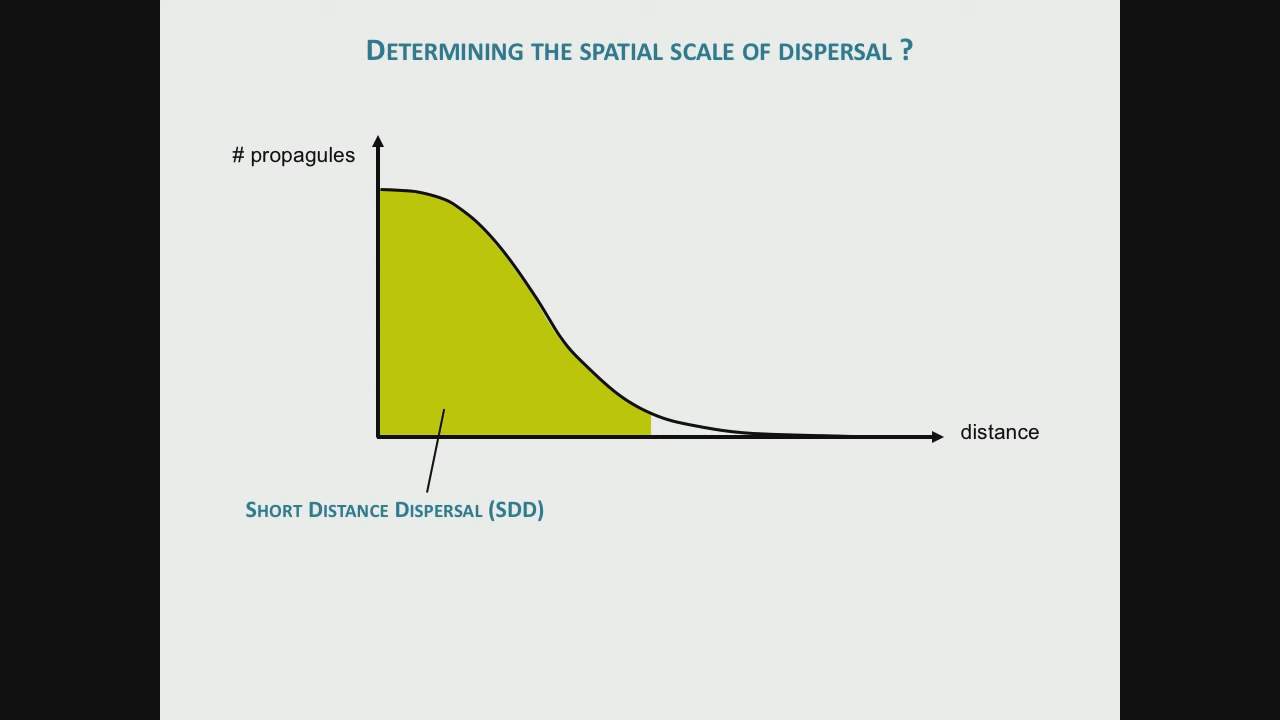 DETERMINING THE SPATIAL SCALE OF DISPERSAL ?
# propagules
distance
SHORT DISTANCE DISPERSAL (SDD)